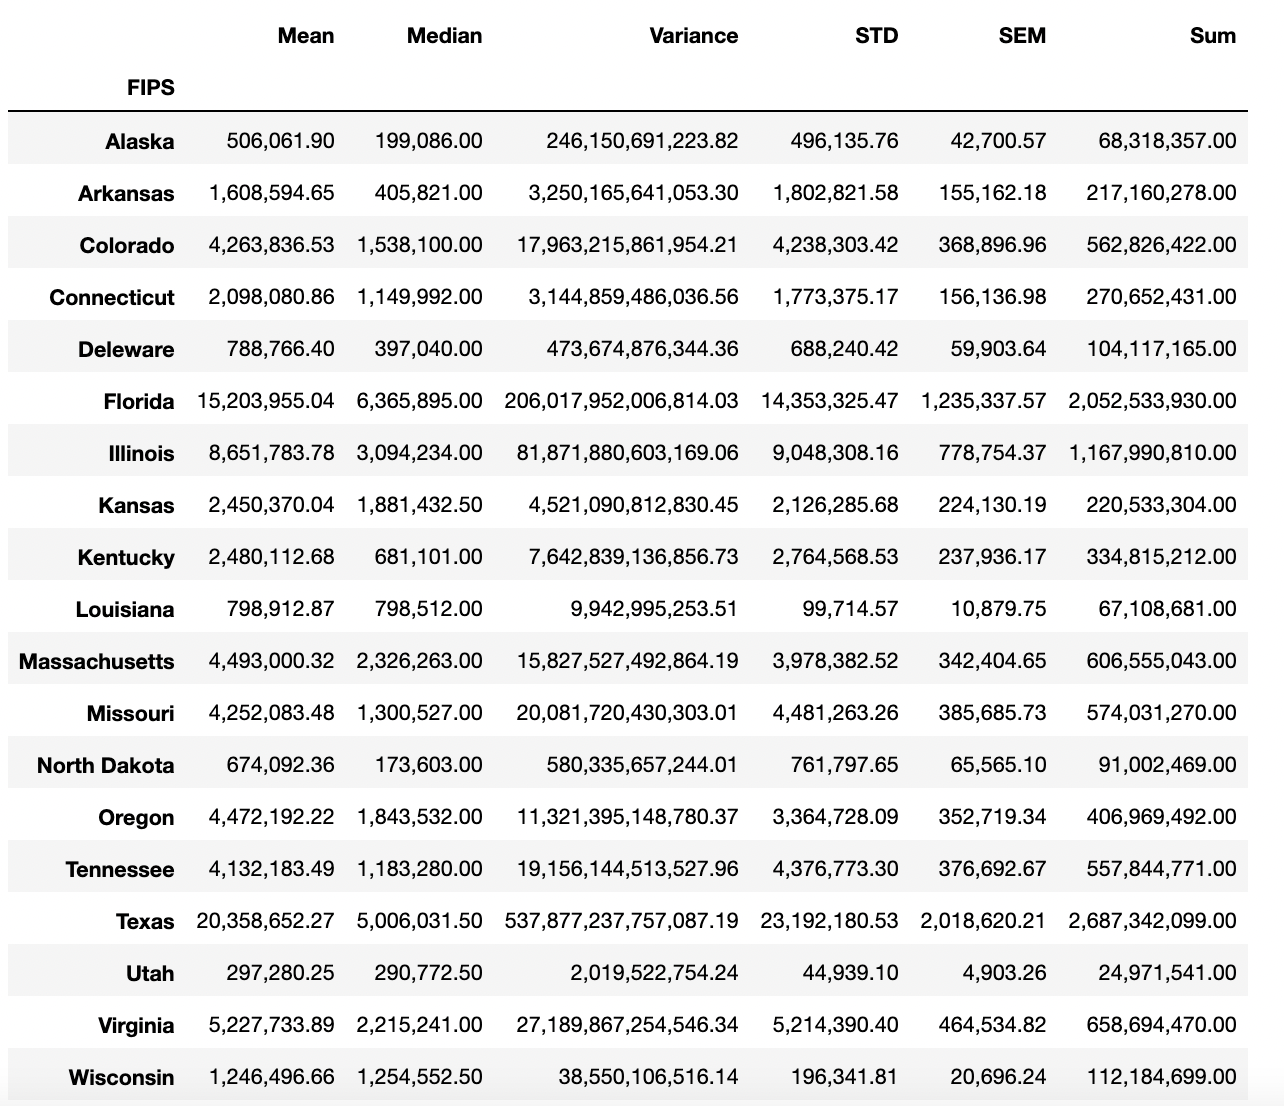 Mean Median Variance STD SEM Sum
FIPS
Alaska 506,061.90 199,086.00 246,150,691,223.82 496,135.76 42,700.57 68,318,357.00
Arkansas 1,608,594.65 405,821.00 3,250,165,641,053.30 1,802,821.58 155,162.18 217,160,278.00
Colorado 4,263,836.53 1,538,100.00 17,963,215,861,954.21 4,238,303.42 368,896.96 562,826,422.00
Connecticut 2,098,080.86 1,149,992.00 3,144,859,486,036.56 1,773,375.17 156,136.98 270,652,431.00
Deleware 788,766.40 397,040.00 473,674,876,344.36 688,240.42 59,903.64 104,117,165.00
Florida 15,203,955.04 6,365,895.00 206,017,952,006,814.03 14,353,325.47 1,235,337.57 2,052,533,930.00
Illinois 8,651,783.78 3,094,234.00 81,871,880,603,169.06 9,048,308.16 778,754.37 1,167,990,810.00
Kansas 2,450,370.04 1,881,432.50 4,521,090,812,830.45 2,126,285.68 224,130.19 220,533,304.00
Kentucky 2,480,112.68 681,101.00 7,642,839,136,856.73 2,764,568.53 237,936.17 334,815,212.00
Louisiana 798,912.87 798,512.00 9,942,995,253.51 99,714.57 10,879.75 67,108,681.00
Massachusetts 4,493,000.32 2,326,263.00 15,827,527,492,864.19 3,978,382.52 342,404.65 606,555,043.00
Missouri 4,252,083.48 1,300,527.00 20,081,720,430,303.01 4,481,263.26 385,685.73 574,031,270.00
North Dakota 674,092.36 173,603.00 580,335,657,244.01 761,797.65 65,565.10 91,002,469.00
Oregon 4,472,192.22 1,843,532.00 11,321,395,148,780.37 3,364,728.09 352,719.34 406,969,492.00
Tennessee 4,132,183.49 1,183,280.00 19,156,144,513,527.96 4,376,773.30 376,692.67 557,844,771.00
Texas 20,358,652.27 5,006,031.50 537,877,237,757,087.19 23,192,180.53 2,018,620.21 2,687,342,099.00
Utah 297,280.25 290,772.50 2,019,522,754.24 44,939.10 4,903.26 24,971,541.00
Virginia 5,227,733.89 2,215,241.00 27,189,867,254,546.34 5,214,390.40 464,534.82 658,694,470.00
Wisconsin 1,246,496.66 1,254,552.50 38,550,106,516.14 196,341.81 20,696.24 112,184,699.00